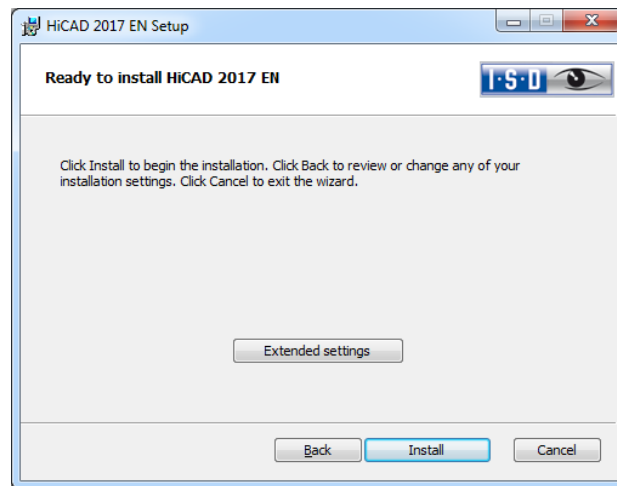 HiCAD 2017 EN Setup
Ready to install HiCAD 2017 EN
I·S·D
Click Install to begin the installation. Click Back to review or change any of your
installation settings. Click Cancel to exit the wizard.
Extended settings
Back
Install
Cancel